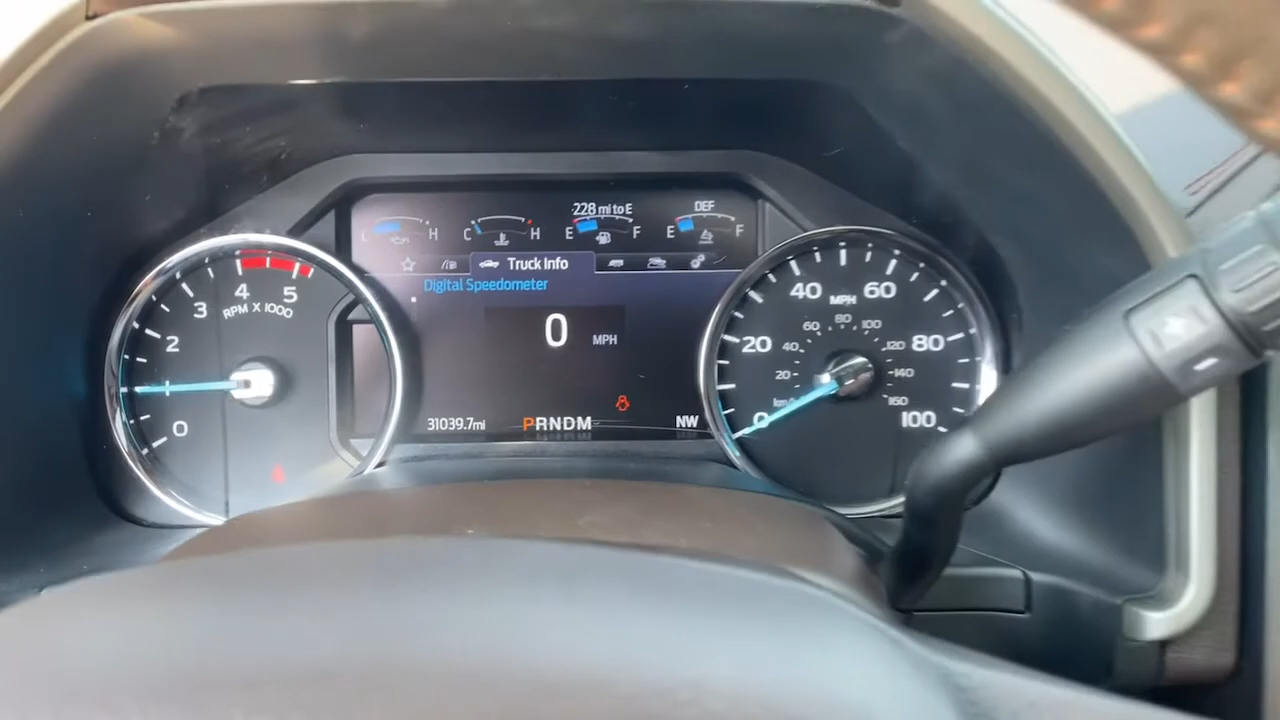 228 mi to E
DEF
L H
C H
E F
E F
Truck Info
Digital Speedometer
0 MPH
31039.7mi
PRNDM
NW
0
1
2
3
4
5
RPM X 1000
0
20
40
60
80
100
MPH
20
40
60
80
100
120
140
160
km/h